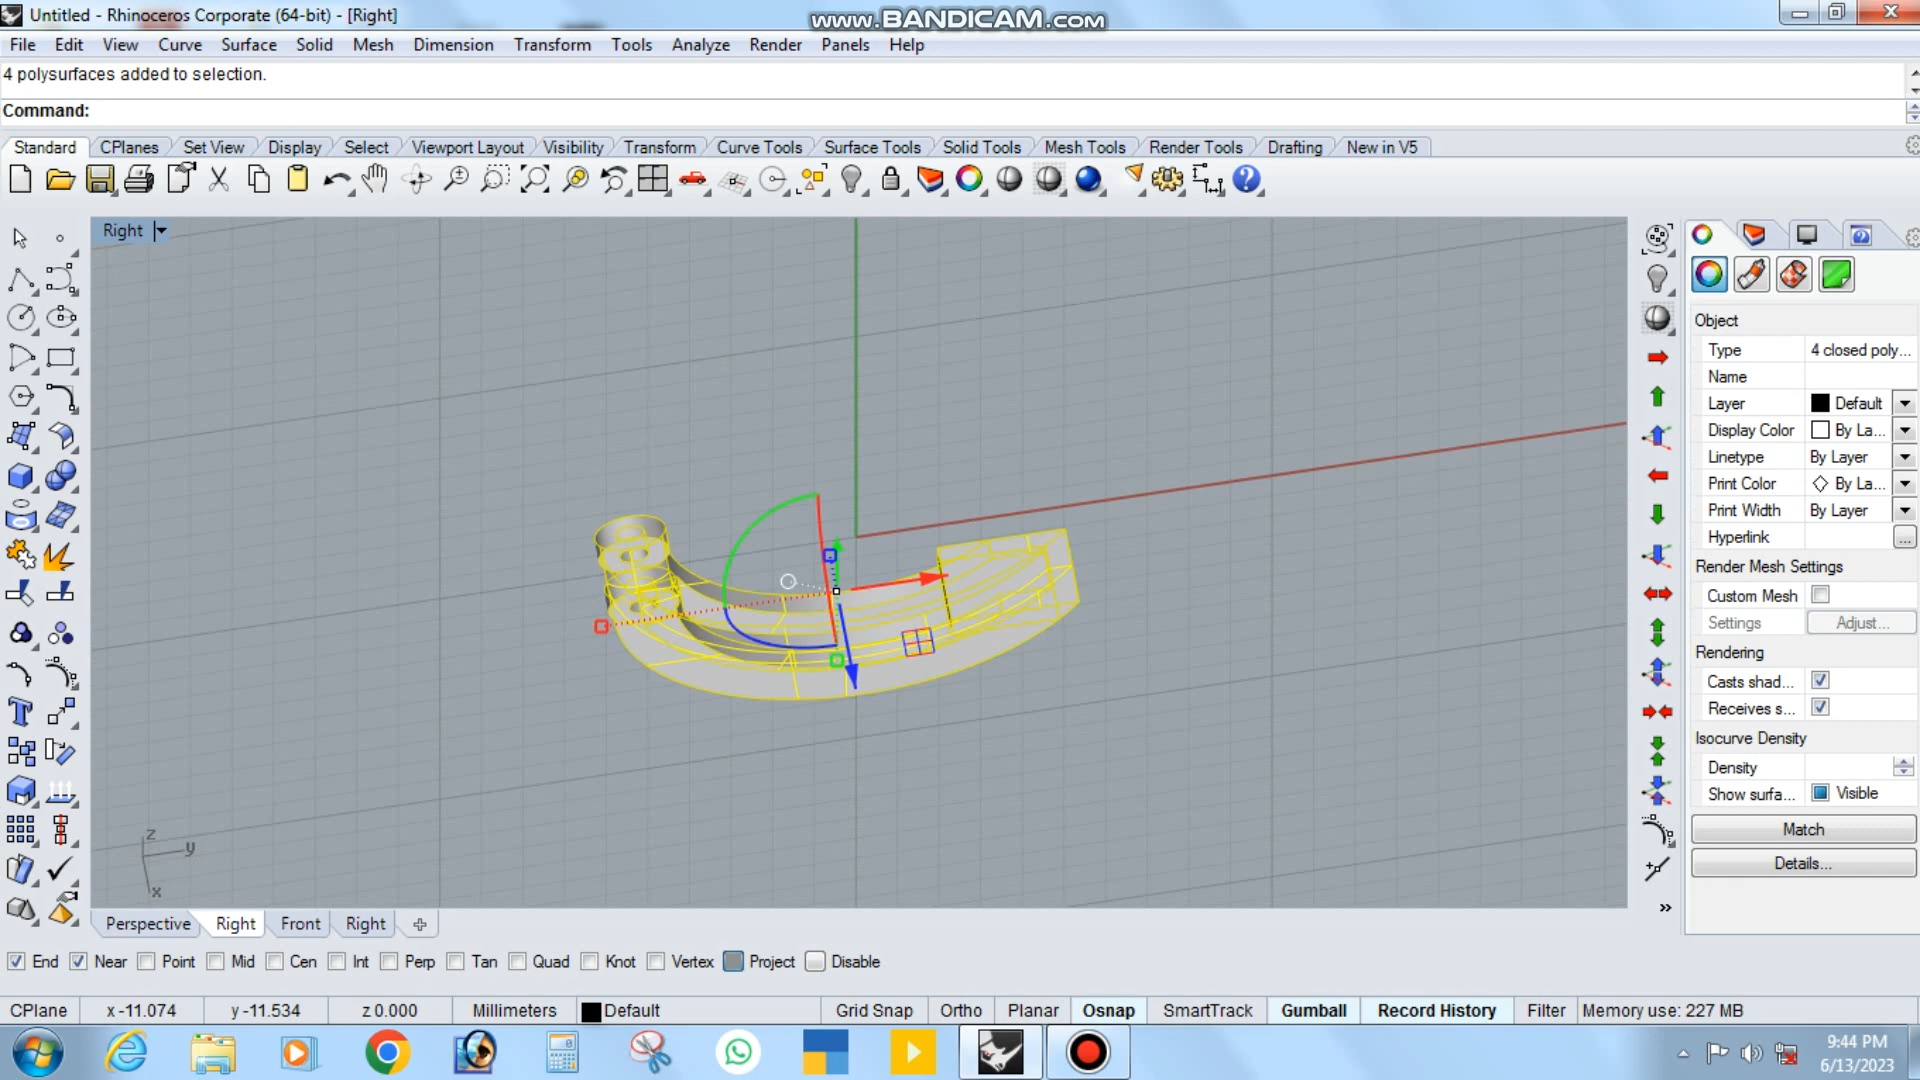 Untitled - Rhinoceros Corporate (64-bit) - [Right]
www.BANDICAM.com
File Edit View Curve Surface Solid Mesh Dimension Transform Tools Analyze Render Panels Help
4 polysurfaces added to selection.
Command:
Standard CPlanes Set View Display Select Viewport Layout Visibility Transform Curve Tools Surface Tools Solid Tools Mesh Tools Render Tools Drafting New in V5
Right
Object
Type 4 closed poly...
Name
Layer Default
Display Color By La...
Linetype By Layer
Print Color By La...
Print Width By Layer
Hyperlink ...
Render Mesh Settings
Custom Mesh
Settings Adjust...
Rendering
Casts shad...
Receives s...
Isocurve Density
Density
Show surfa... Visible
Match
Details...
z
y
x
Perspective Right Front Right
End Near Point Mid Cen Int Perp Tan Quad Knot Vertex Project Disable
CPlane x -11.074 y -11.534 z 0.000 Millimeters Default Grid Snap Ortho Planar Osnap SmartTrack Gumball Record History Filter Memory use: 227 MB
9:44 PM
6/13/2023